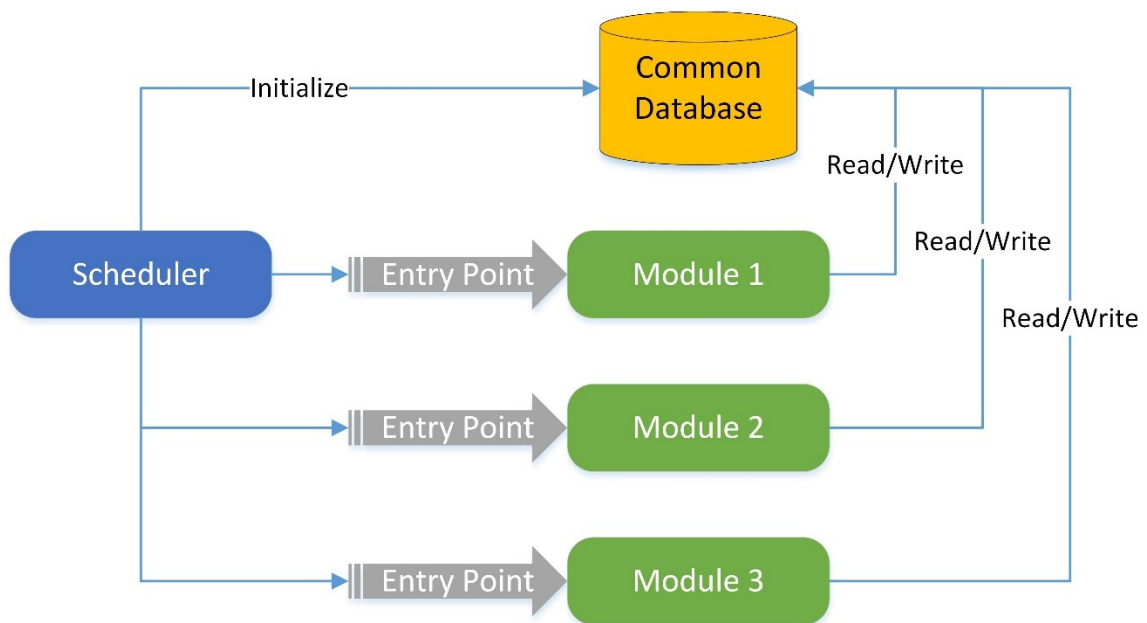 Common
Database
Initialize
Read/Write
Read/Write
Scheduler
Entry Point
Module 1
Read/Write
Entry Point
Module 2
Entry Point
Module 3